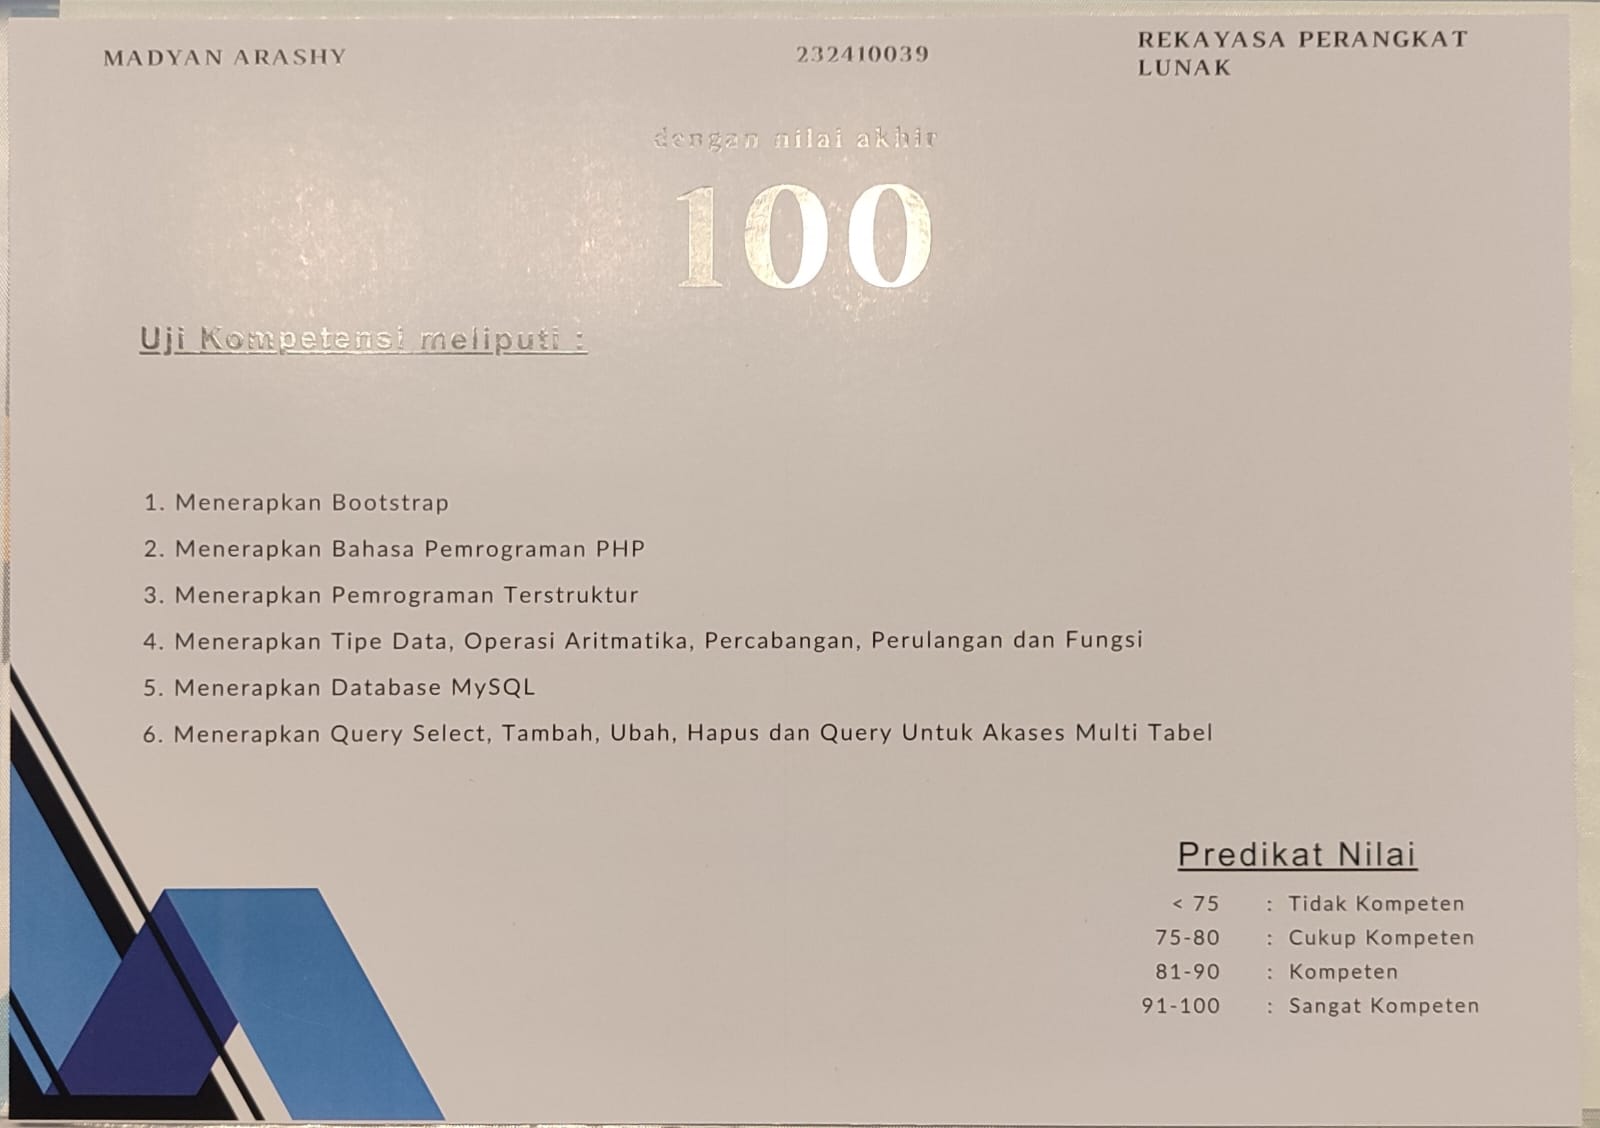 MADYAN ARASHY
232410039
REKAYASA PERANGKAT
LUNAK
dengan nilai akhir
100
Uji Kompetensi meliputi :
1. Menerapkan Bootstrap
2. Menerapkan Bahasa Pemrograman PHP
3. Menerapkan Pemrograman Terstruktur
4. Menerapkan Tipe Data, Operasi Aritmatika, Percabangan, Perulangan dan Fungsi
5. Menerapkan Database MySQL
6. Menerapkan Query Select, Tambah, Ubah, Hapus dan Query Untuk Akases Multi Tabel
Predikat Nilai
< 75 : Tidak Kompeten
75-80 : Cukup Kompeten
81-90 : Kompeten
91-100 : Sangat Kompeten